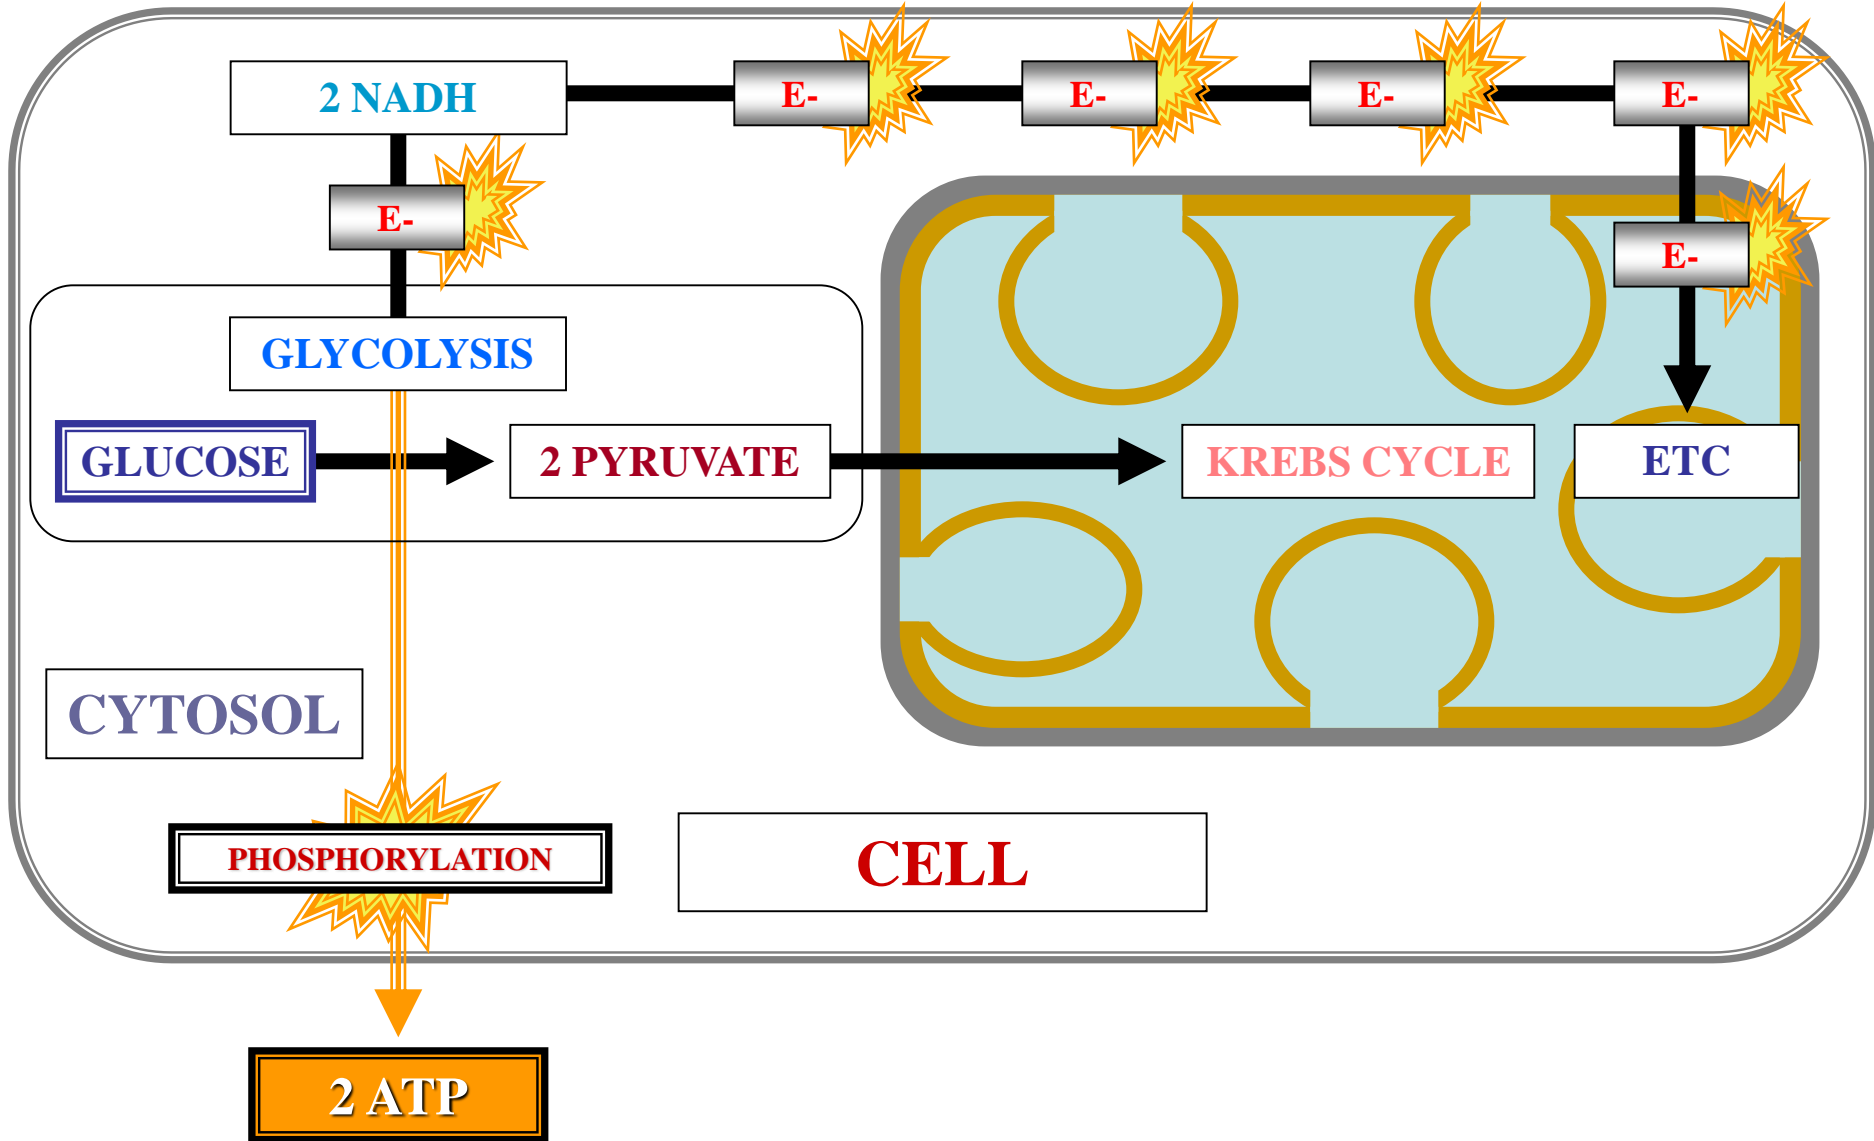 2 NADH
E-
E-
E-
E-
E-
E-
GLYCOLYSIS
GLUCOSE
2 PYRUVATE
KREBS CYCLE
ETC
CYTOSOL
PHOSPHORYLATION
CELL
2 ATP